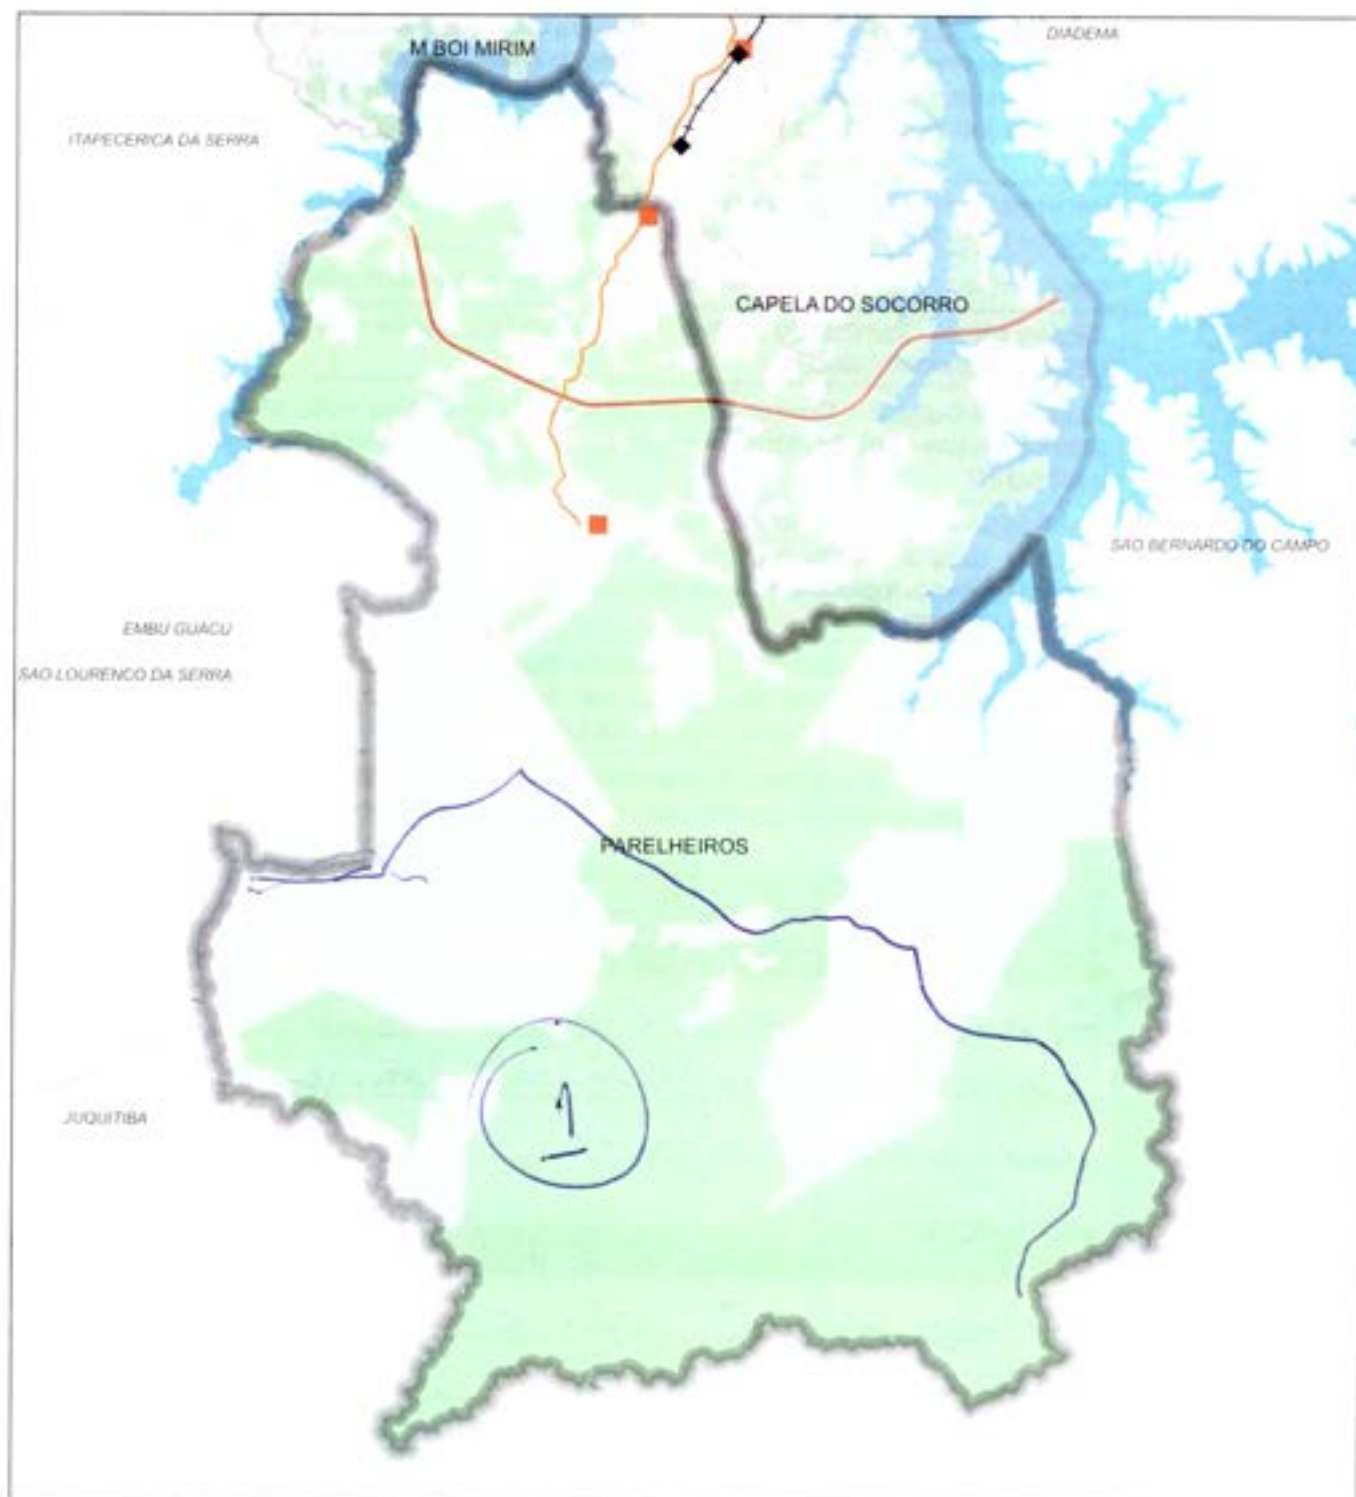 DIADEMA
M BOI MIRIM
ITAPECERICA DA SERRA
CAPELA DO SOCORRO
SAO BERNARDO DO CAMPO
EMBU GUACU
SAO LOURENCO DA SERRA
PARELHEIROS
1
JUQUITIBA